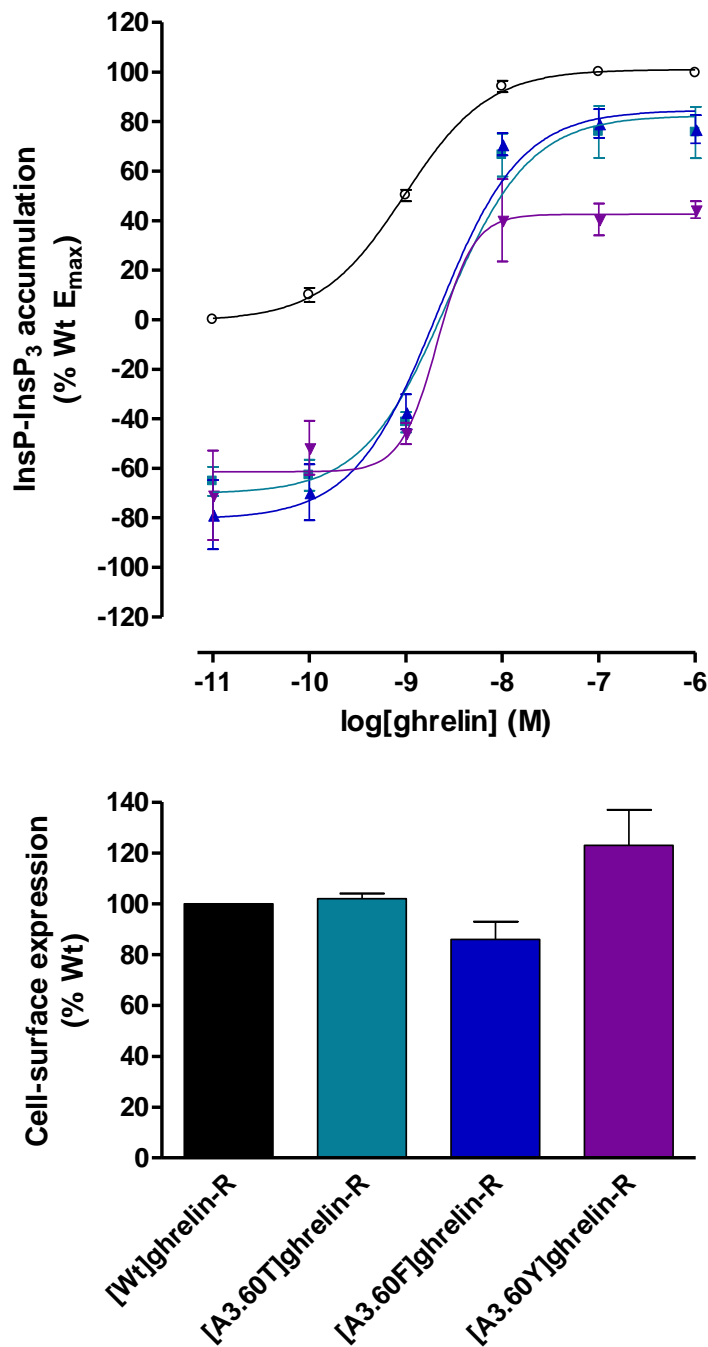 120
100
80
60
40
20
0
-20
-40
-60
-80
-100
-120
InsP-InsP3 accumulation
(% Wt Emax)
-11 -10 -9 -8 -7 -6
log[ghrelin] (M)
140
120
100
80
60
40
20
0
Cell-surface expression
(% Wt)
[Wt]ghrelin-R
[A3.60T]ghrelin-R
[A3.60F]ghrelin-R
[A3.60Y]ghrelin-R